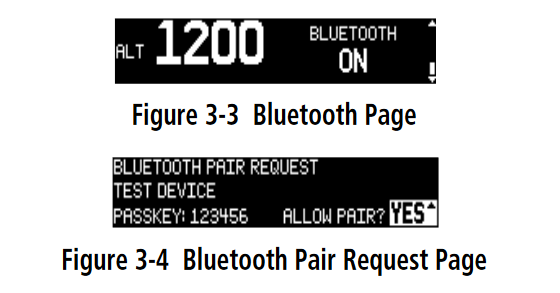 ALT 1200 BLUETOOTH
ON
Figure 3-3 Bluetooth Page
BLUETOOTH PAIR REQUEST
TEST DEVICE
PASSKEY: 123456 ALLOW PAIR? YES
Figure 3-4 Bluetooth Pair Request Page